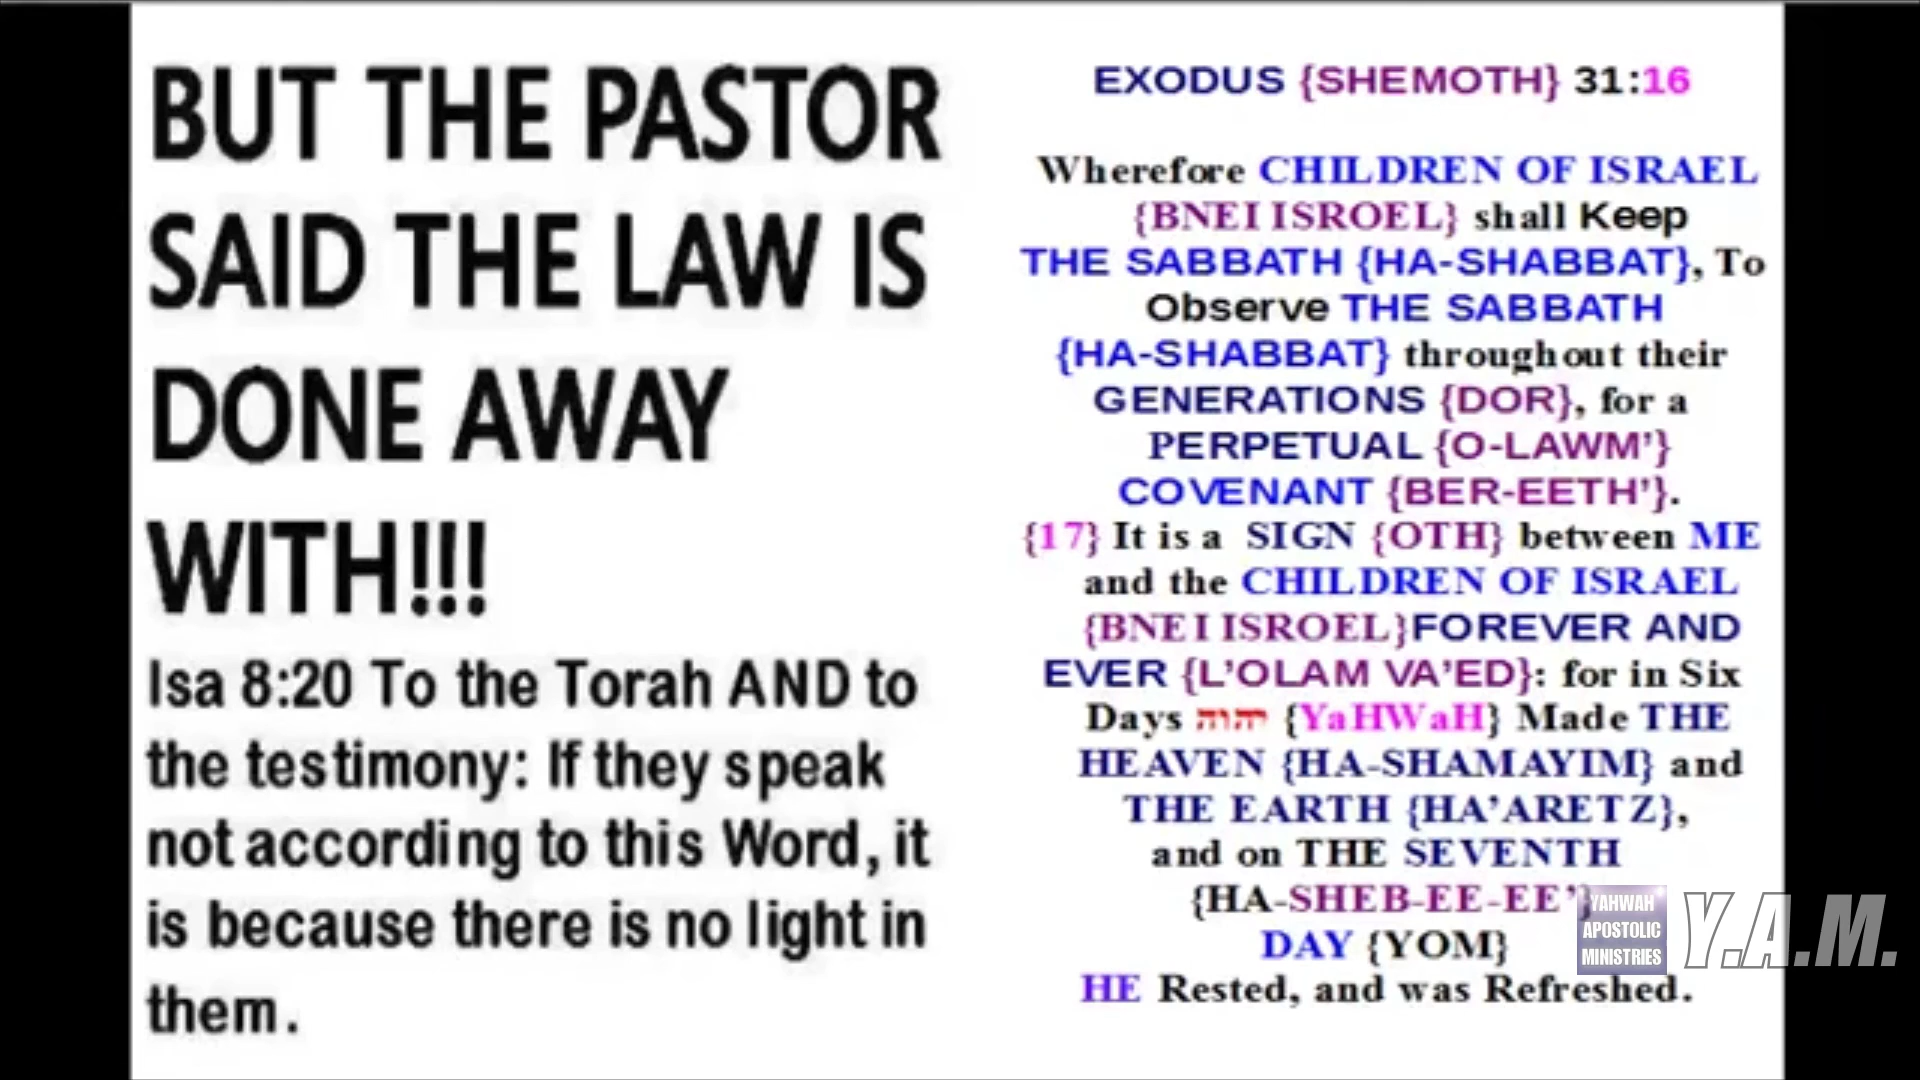 BUT THE PASTOR
SAID THE LAW IS
DONE AWAY
WITH!!!
Isa 8:20 To the Torah AND to
the testimony: If they speak
not according to this Word, it
is because there is no light in
them.
EXODUS {SHEMOTH} 31:16
Wherefore CHILDREN OF ISRAEL
{BNEI ISROEL} shall Keep
THE SABBATH {HA-SHABBAT}, To
Observe THE SABBATH
{HA-SHABBAT} throughout their
GENERATIONS {DOR}, for a
PERPETUAL {O-LAWM’}
COVENANT {BER-EETH’}.
{17} It is a SIGN {OTH} between ME
and the CHILDREN OF ISRAEL
{BNEI ISROEL}FOREVER AND
EVER {L’OLAM VA’ED}: for in Six
Days יהוה {YaHWaH} Made THE
HEAVEN {HA-SHAMAYIM} and
THE EARTH {HA’ARETZ},
and on THE SEVENTH
{HA-SHEB-EE-EE’}
DAY {YOM}
HE Rested, and was Refreshed.
YAHWAH
APOSTOLIC
MINISTRIES
Y.A.M.